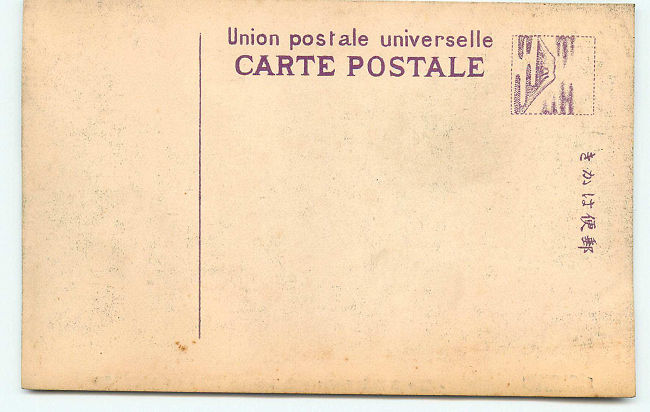 Union postale universelle
CARTE POSTALE
きかは便郵